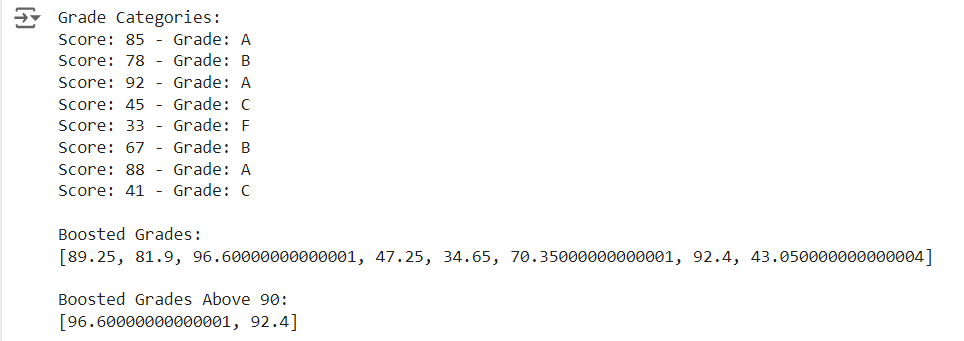 Grade Categories:
Score: 85 - Grade: A
Score: 78 - Grade: B
Score: 92 - Grade: A
Score: 45 - Grade: C
Score: 33 - Grade: F
Score: 67 - Grade: B
Score: 88 - Grade: A
Score: 41 - Grade: C

Boosted Grades:
[89.25, 81.9, 96.60000000000001, 47.25, 34.65, 70.35000000000001, 92.4, 43.050000000000004]

Boosted Grades Above 90:
[96.60000000000001, 92.4]